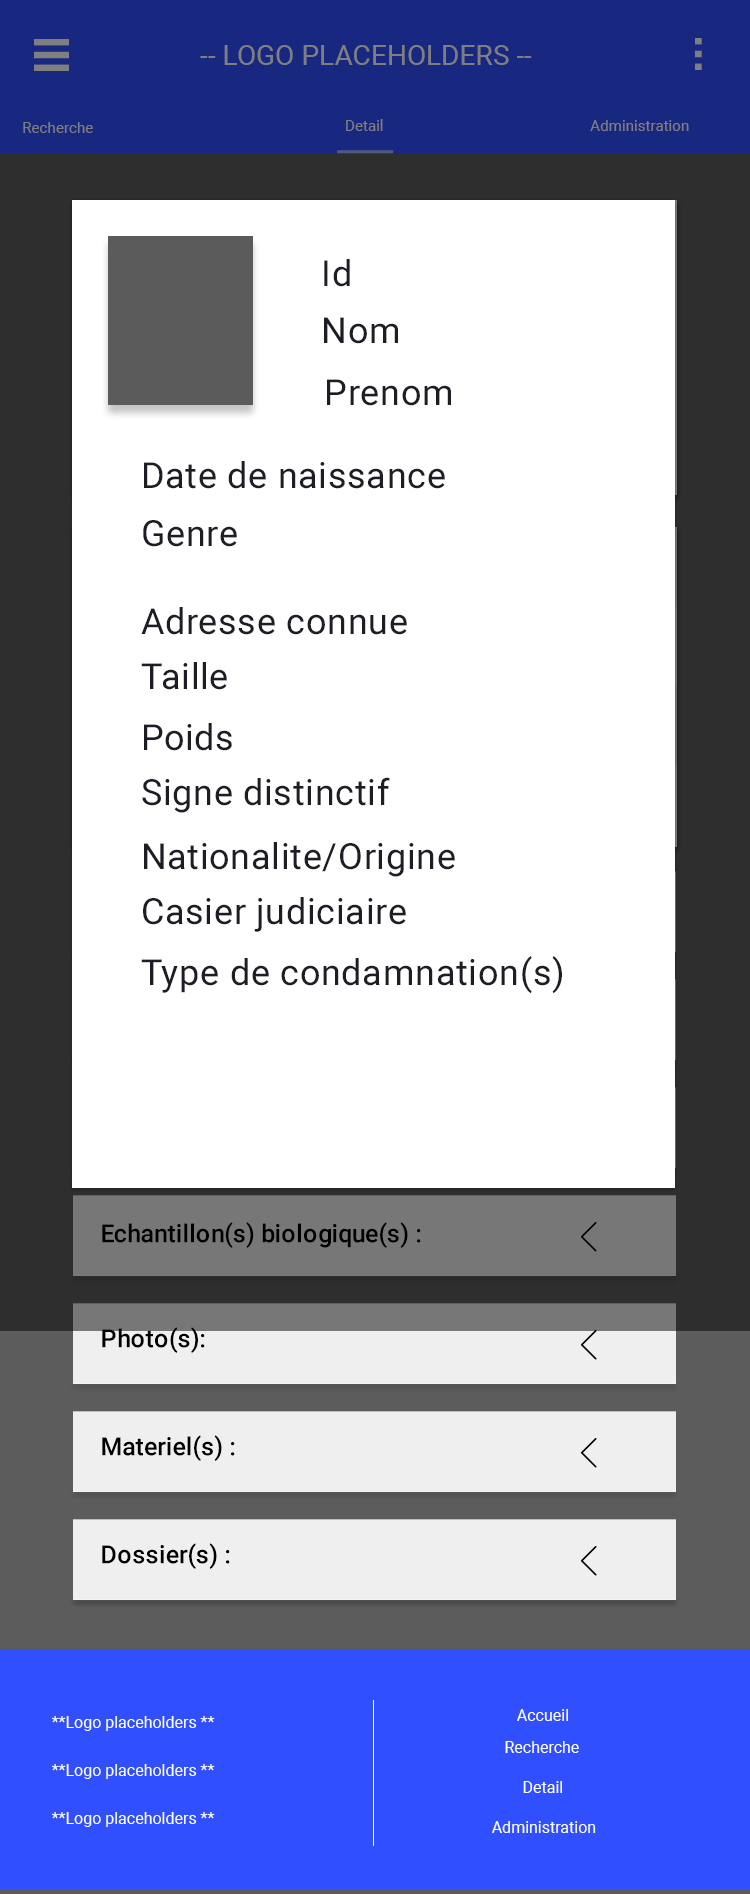 -- LOGO PLACEHOLDERS --
Recherche
Detail
Administration
Id
Nom
Prenom
Date de naissance
Genre
Adresse connue
Taille
Poids
Signe distinctif
Nationalite/Origine
Casier judiciaire
Type de condamnation(s)
Echantillon(s) biologique(s) :
Photo(s):
Materiel(s) :
Dossier(s) :
**Logo placeholders **
**Logo placeholders **
**Logo placeholders **
Accueil
Recherche
Detail
Administration